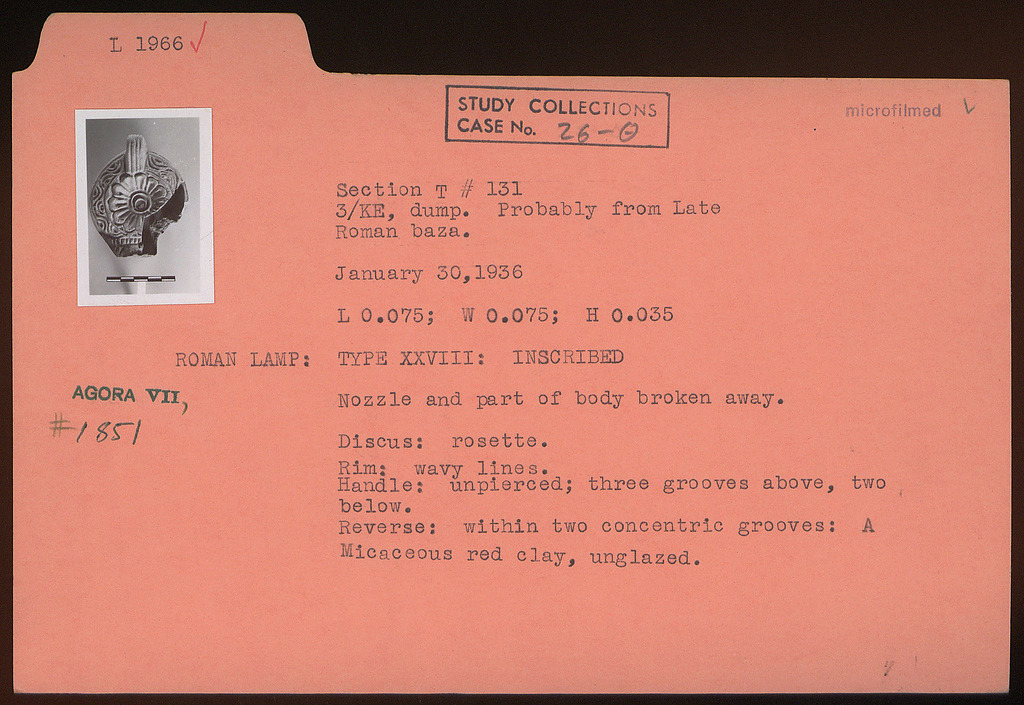 L 1966 ✓
STUDY COLLECTIONS
CASE No. 26-Θ
microfilmed ✓
Section T # 131
3/KE, dump. Probably from Late
Roman baza.
January 30,1936
L 0.075; W 0.075; H 0.035
ROMAN LAMP: TYPE XXVIII: INSCRIBED
AGORA VII,
#1851
Nozzle and part of body broken away.
Discus: rosette.
Rim: wavy lines.
Handle: unpierced; three grooves above, two
below.
Reverse: within two concentric grooves: A
Micaceous red clay, unglazed.